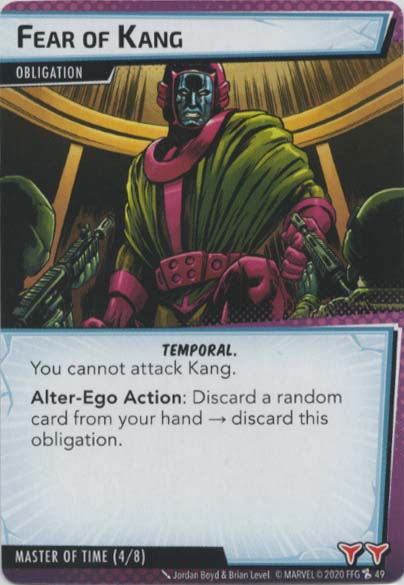 FEAR OF KANG
OBLIGATION
TEMPORAL.
You cannot attack Kang.
Alter-Ego Action: Discard a random
card from your hand → discard this
obligation.
MASTER OF TIME (4/8)
Jordan Boyd & Brian Level © MARVEL © 2020 FFG 49